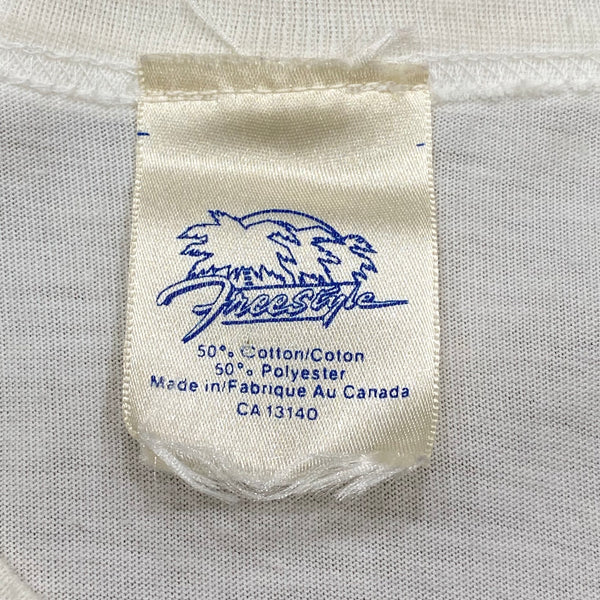 Freestyle
50% Cotton/Coton
50% Polyester
Made in/Fabrique Au Canada
CA 13140